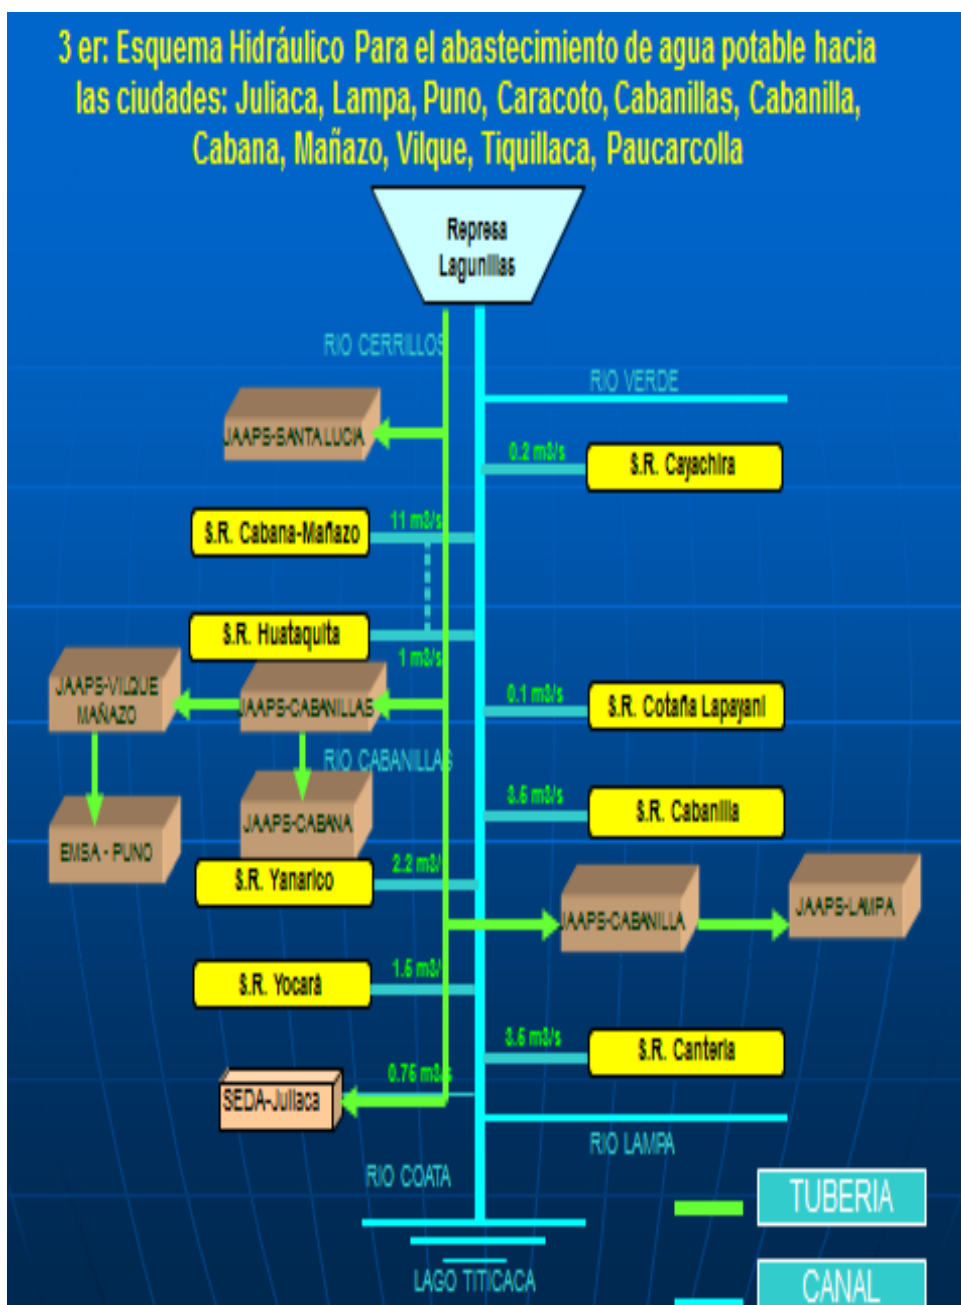 3 er: Esquema Hidráulico Para el abastecimiento de agua potable hacia
las ciudades: Juliaca, Lampa, Puno, Caracoto, Cabanillas, Cabanilla,
Cabana, Mañazo, Vilque, Tiquillaca, Paucarcolla
Represa
Lagunillas
RIO CERRILLOS
RIO VERDE
JAAPS-SANTA LUCIA
0.2 m3/s
S.R. Cayachira
11 m3/s
S.R. Cabana-Mañazo
S.R. Huataquita
1 m3/s
JAAPS-VILQUE
MAÑAZO
JAAPS-CABANILLAS
0.1 m3/s
S.R. Cotaña Lapayani
RIO CABANILLAS
3.5 m3/s
S.R. Cabanilla
EMSA - PUNO
JAAPS-CABANA
2.2 m3/
S.R. Yanarico
JAAPS-CABANILLA
JAAPS-LAMPA
1.5 m3/
S.R. Yocará
3.5 m3/s
S.R. Canteria
0.75 m3/s
SEDA-Juliaca
RIO LAMPA
RIO COATA
TUBERIA
LAGO TITICACA
CANAL